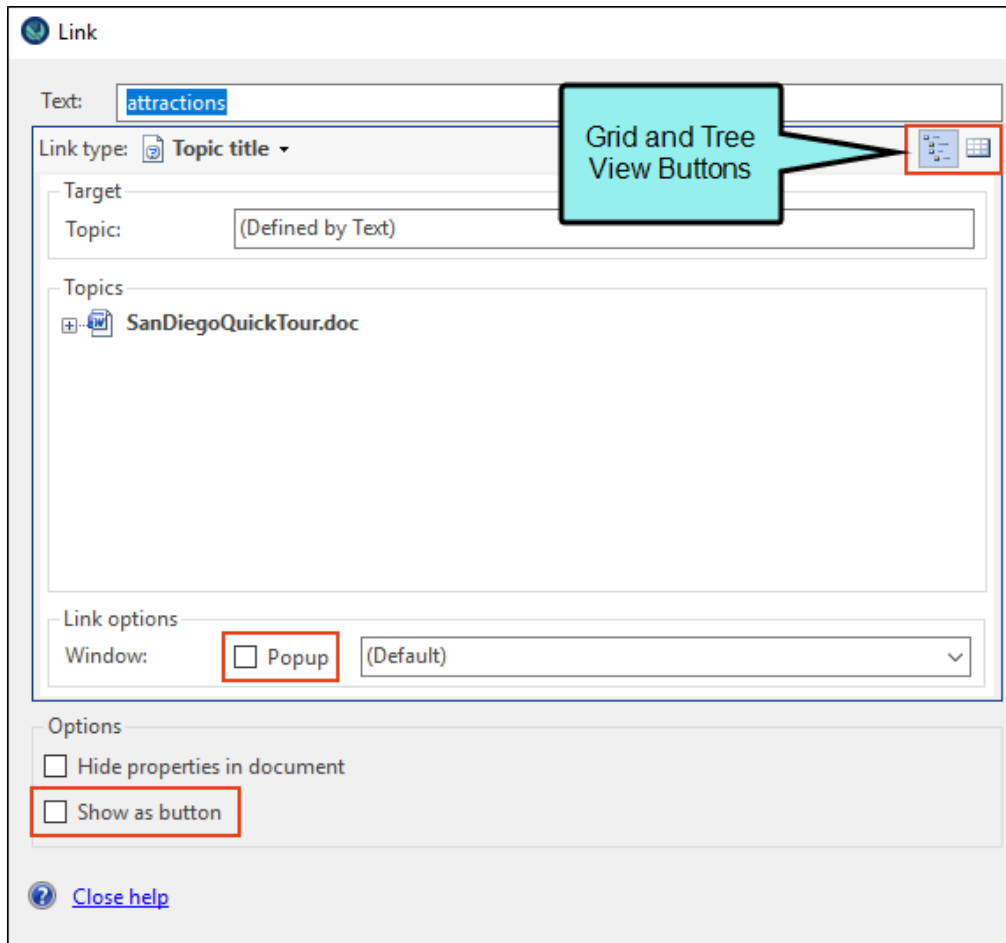 Link
Text: attractions
Grid and Tree
View Buttons
Link type: Topic title
Target
Topic: (Defined by Text)
Topics
SanDiegoQuickTour.doc
Link options
Window: Popup (Default)
Options
Hide properties in document
Show as button
Close help